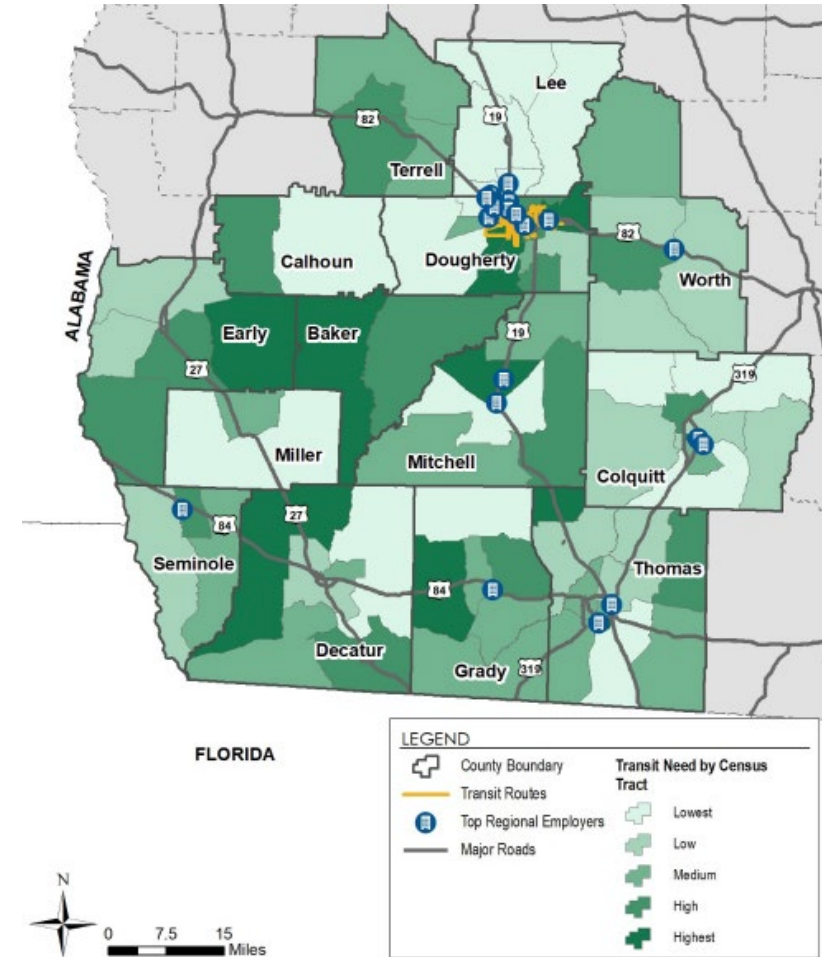 Lee
82
19
Terrell
ALABAMA
Calhoun
Dougherty
82
Worth
Early
Baker
19
27
319
Miller
Mitchell
Colquitt
27
84
Seminole
Thomas
84
Decatur
Grady
319
FLORIDA
LEGEND
County Boundary
Transit Routes
Top Regional Employers
Major Roads
Transit Need by Census
Tract
Lowest
Low
Medium
High
Highest
N
0 7.5 15
Miles